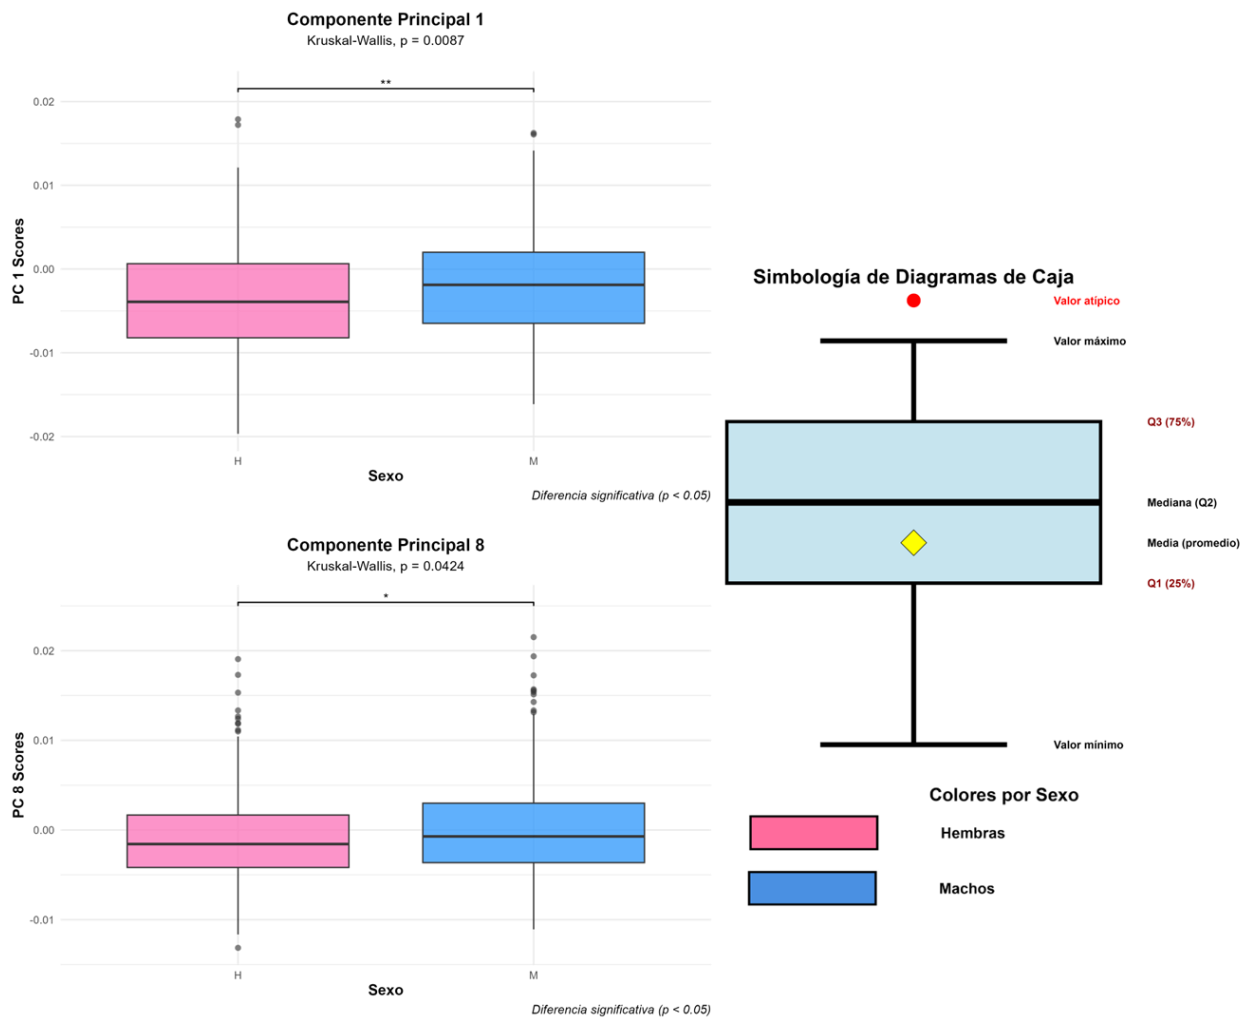 Componente Principal 1
Kruskal-Wallis, p = 0.0087
**
0.02
0.01
0.00
-0.01
-0.02
PC 1 Scores
H
M
Sexo
Diferencia significativa (p < 0.05)
Componente Principal 8
Kruskal-Wallis, p = 0.0424
*
0.02
0.01
0.00
-0.01
PC 8 Scores
H
M
Sexo
Diferencia significativa (p < 0.05)
Simbología de Diagramas de Caja
Valor atípico
Valor máximo
Q3 (75%)
Mediana (Q2)
Media (promedio)
Q1 (25%)
Valor mínimo
Colores por Sexo
Hembras
Machos